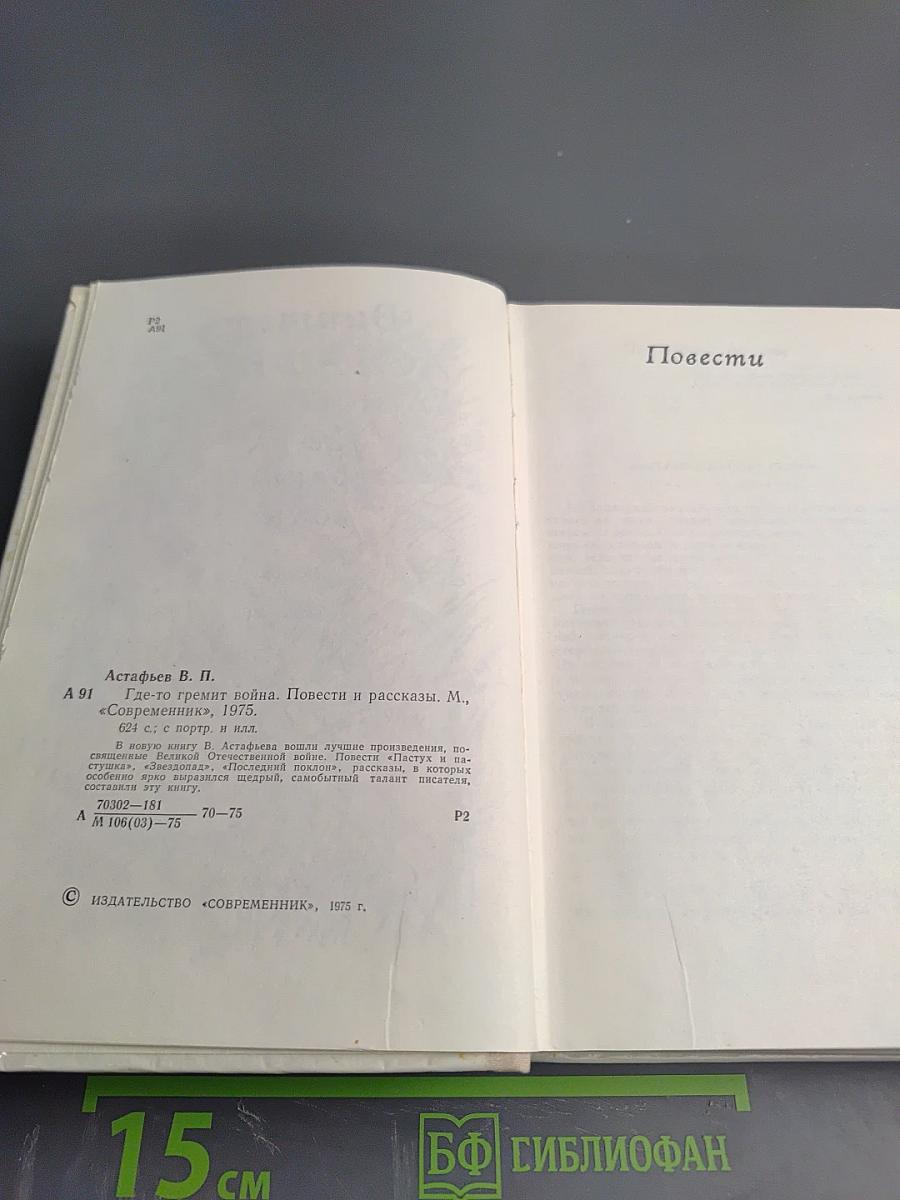 Р2
А91
Астафьев В. П.
А 91 Где-то гремит война. Повести и рассказы. М.,
«Современник», 1975.
624 с.; с портр. и илл.
В новую книгу В. Астафьева вошли лучшие произведения, по-
священные Великой Отечественной войне. Повести «Пастух и па-
стушка», «Звездопад», «Последний поклон», рассказы, в которых
особенно ярко выразился щедрый, самобытный талант писателя,
составили эту книгу.
А 70302—181
М 106(03)—75 70—75 Р2
© ИЗДАТЕЛЬСТВО «СОВРЕМЕННИК», 1975 г.
Повести
15 см
БФ БИБЛИОФАН